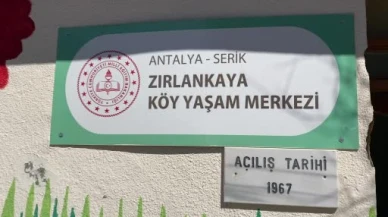 ANTALYA - SERİK
ZIRLANKAYA
KÖY YAŞAM MERKEZİ
AÇILIŞ TARİHİ
1967